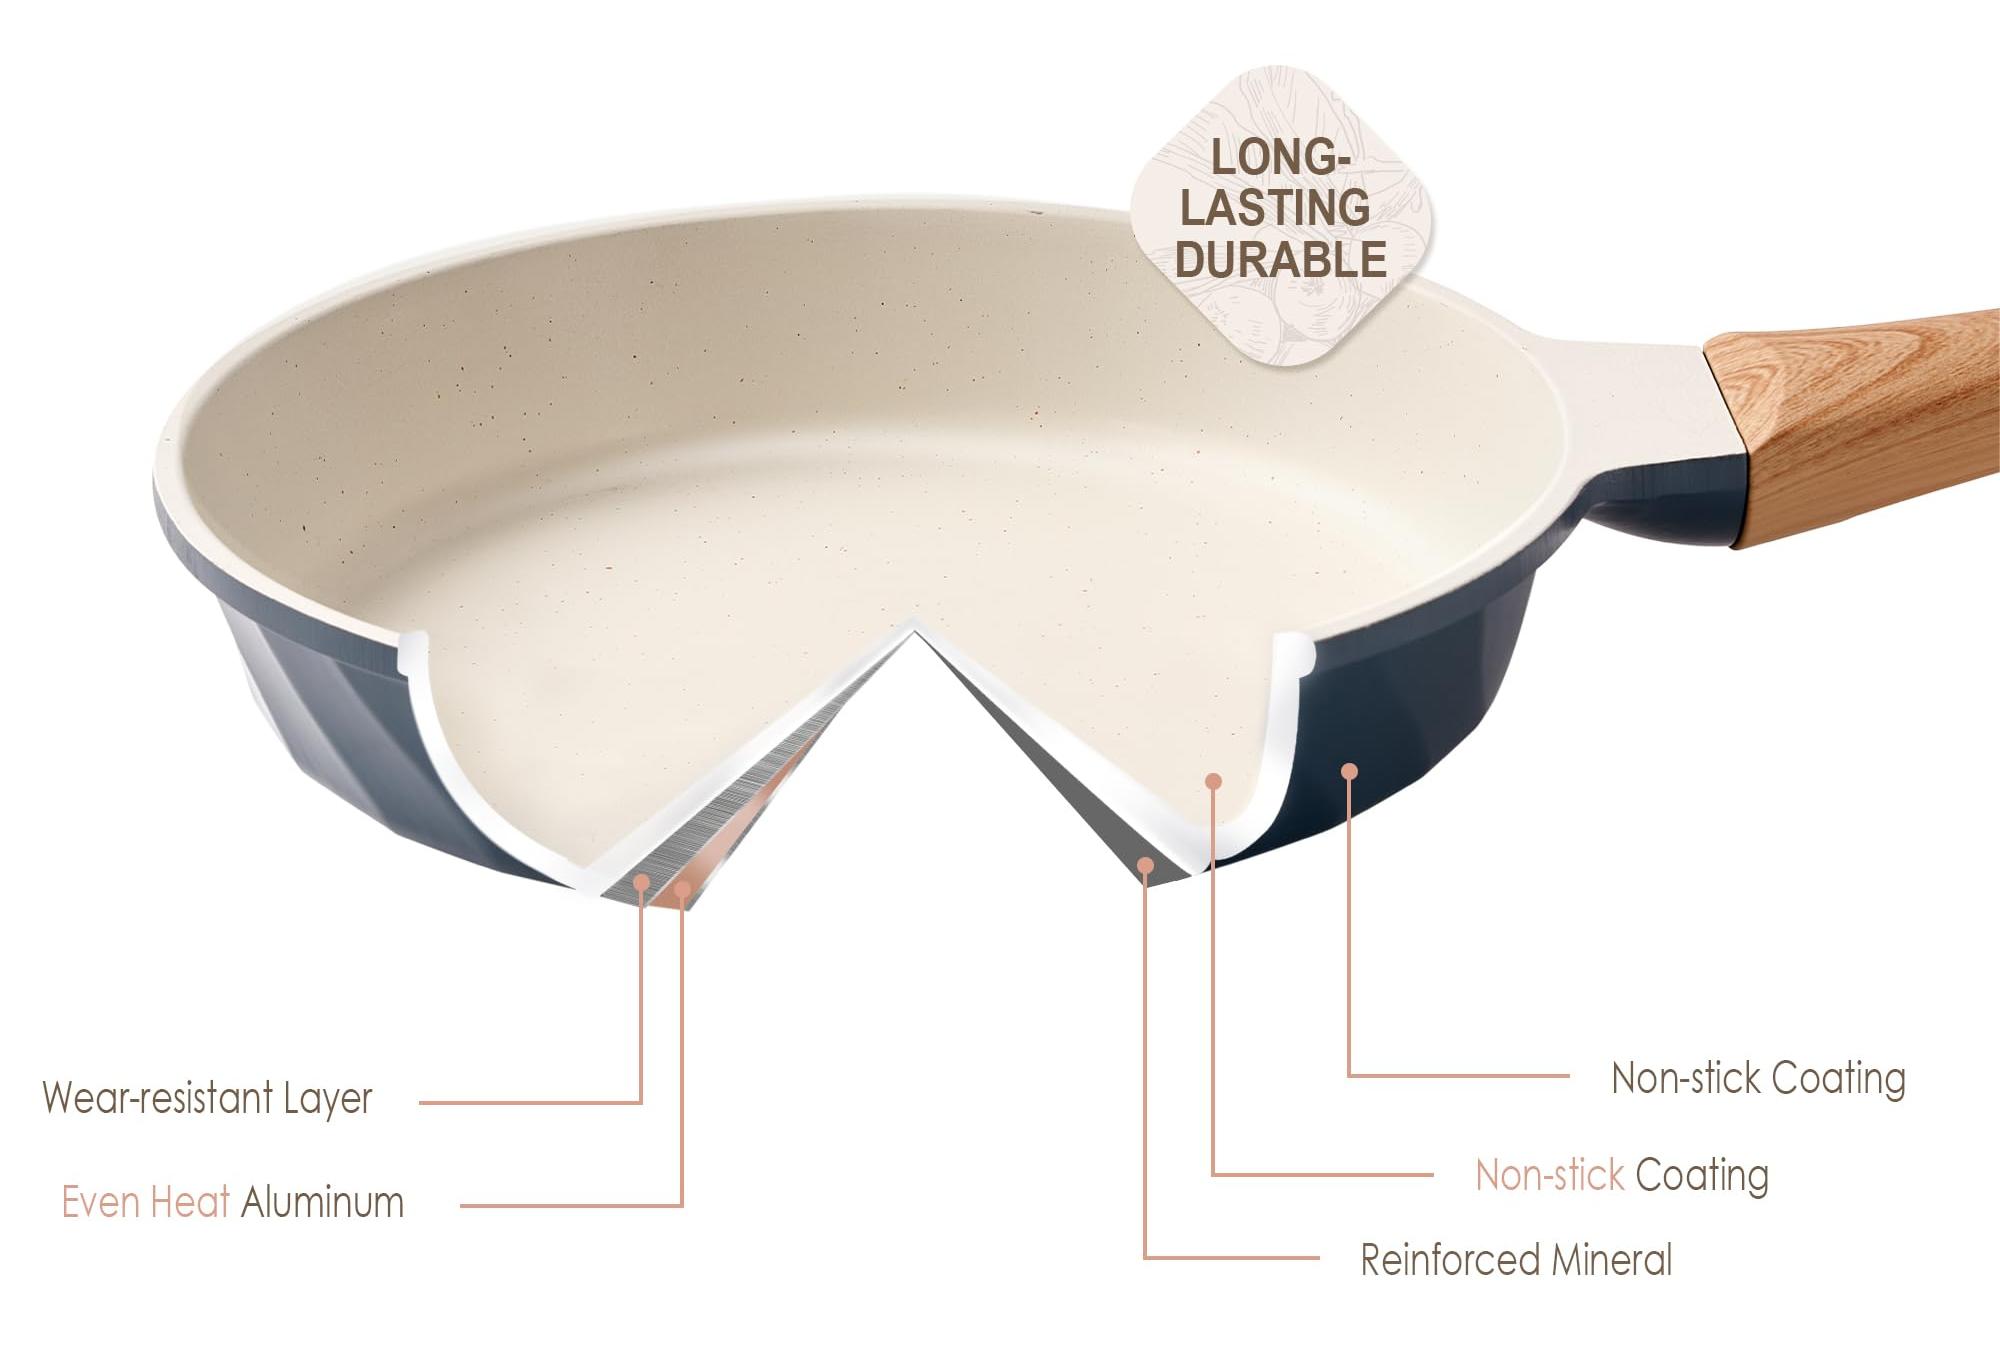 LONG-
LASTING
DURABLE
Wear-resistant Layer
Even Heat Aluminum
Non-stick Coating
Non-stick Coating
Reinforced Mineral